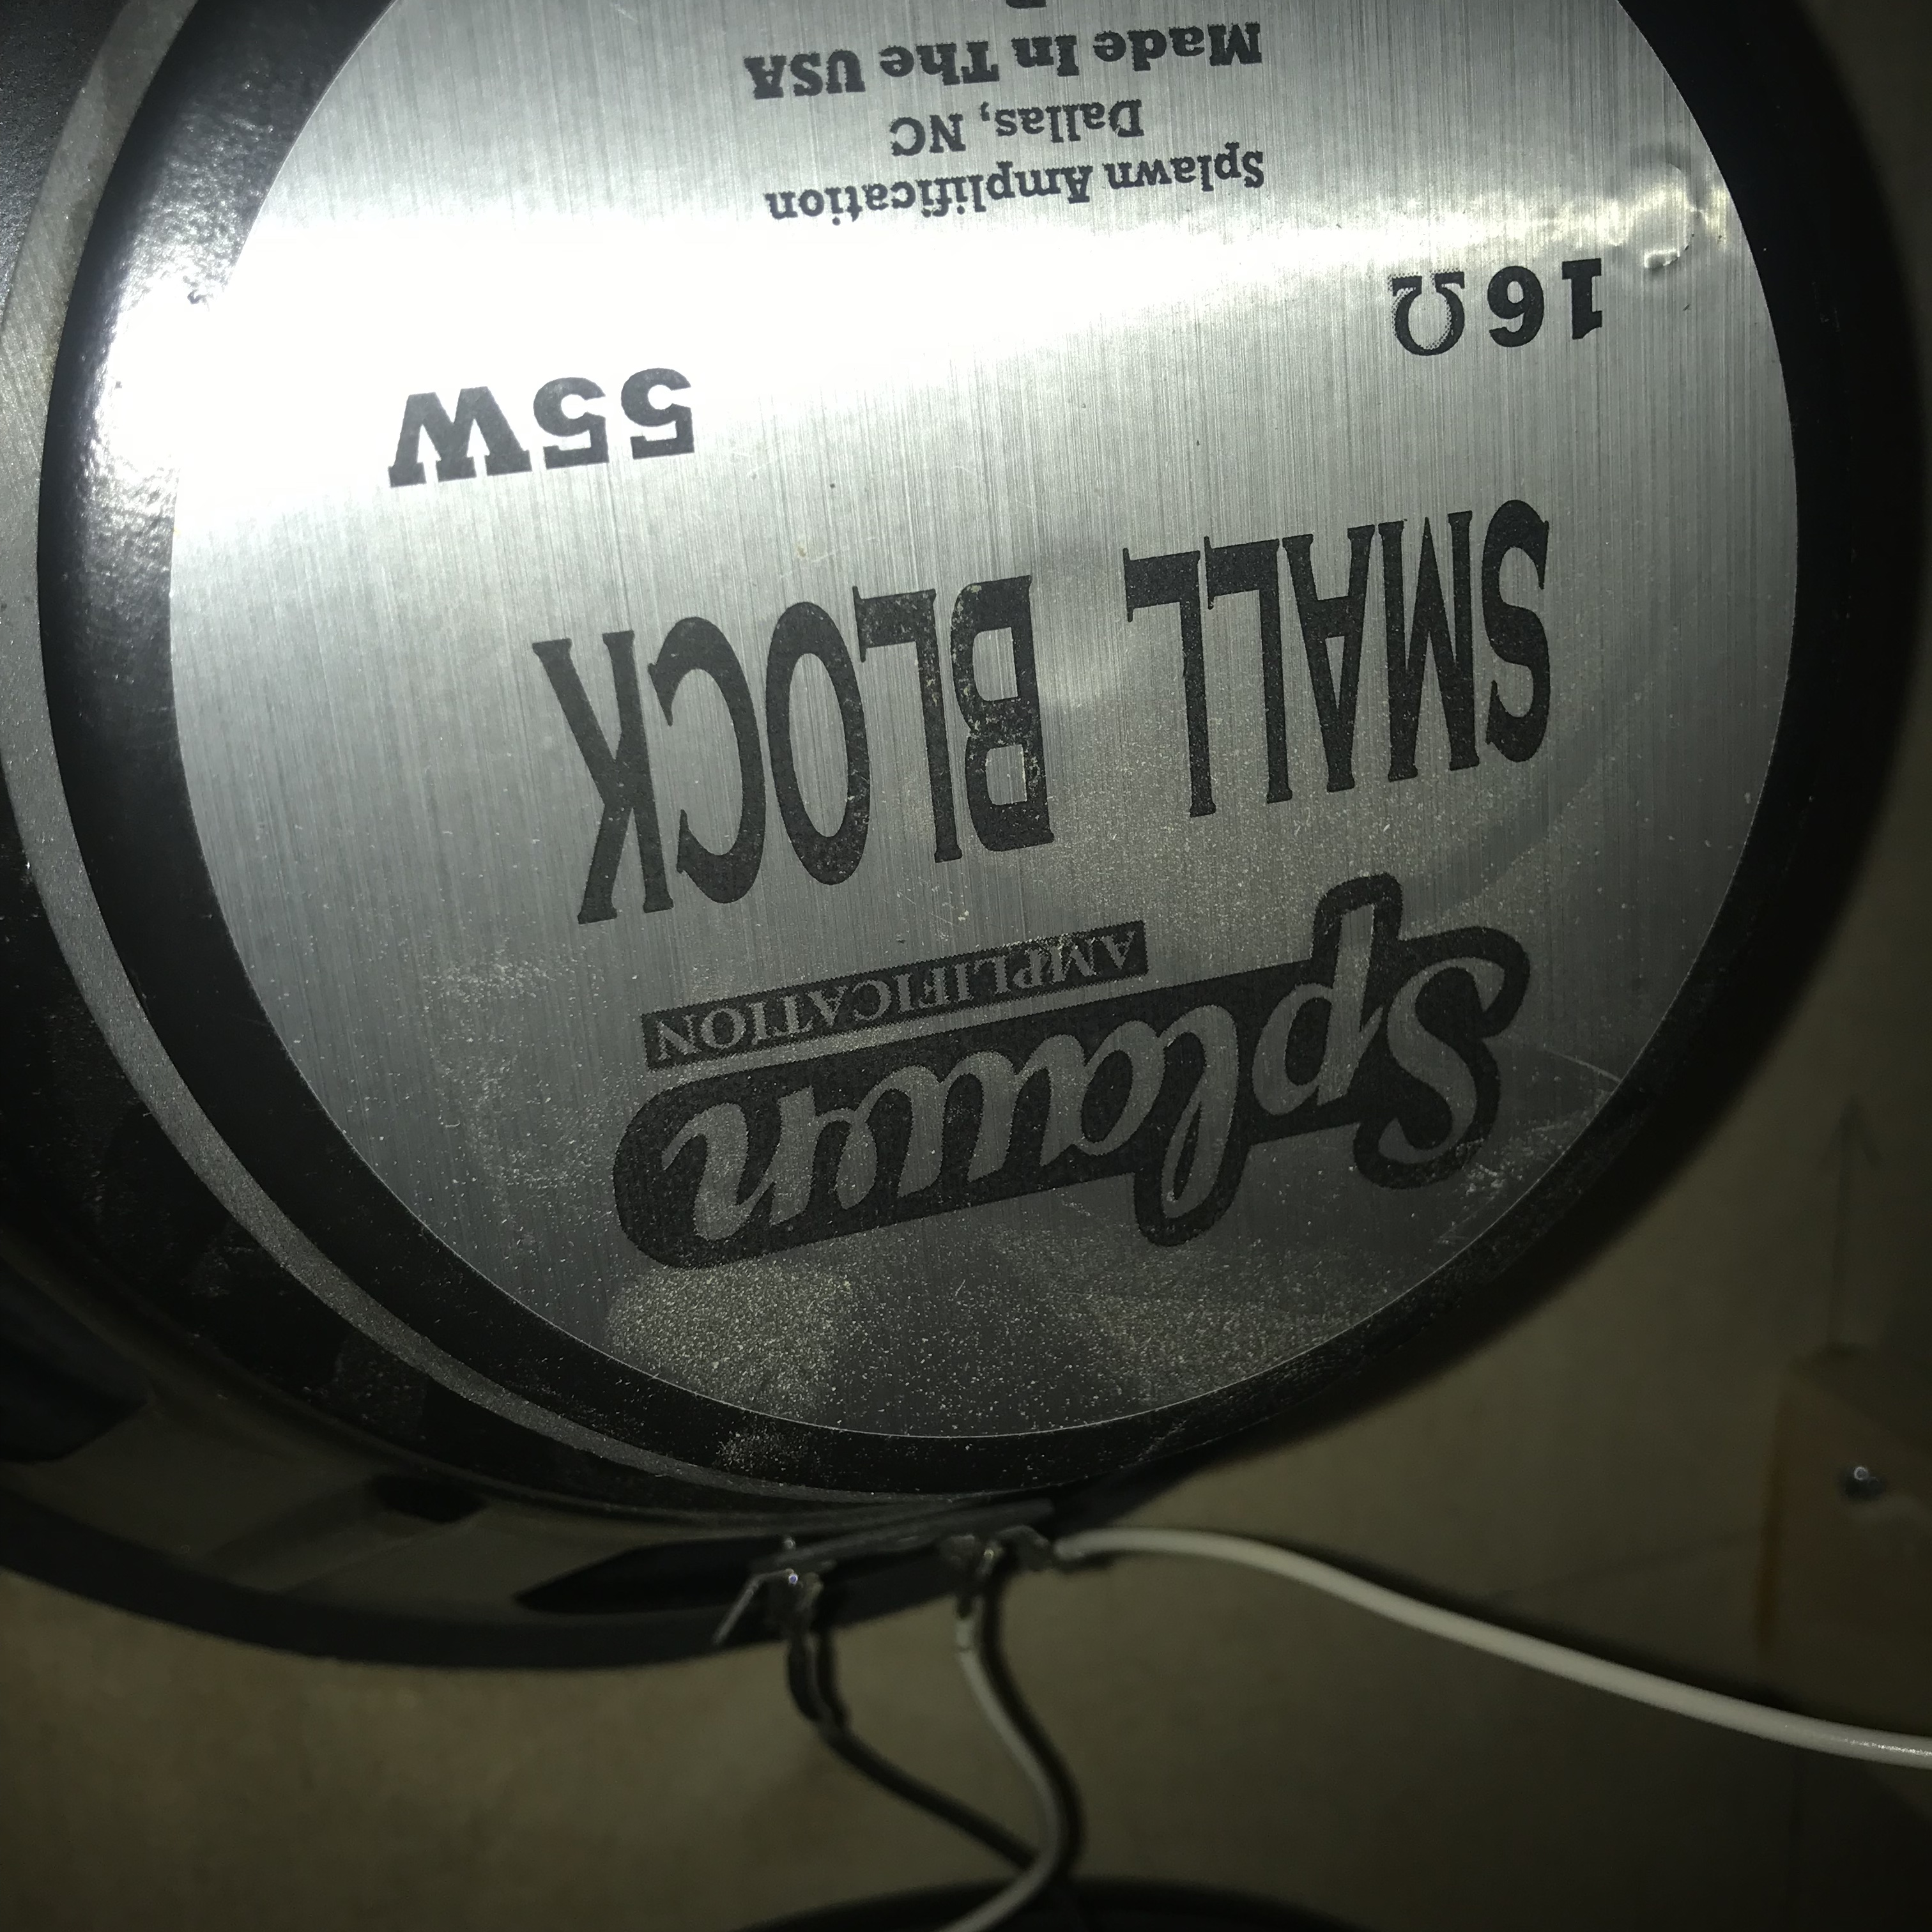 Splawn
AMPLIFICATION
SMALL BLOCK
55W
16Ω
Splawn Amplification
Dallas, NC
Made In The USA